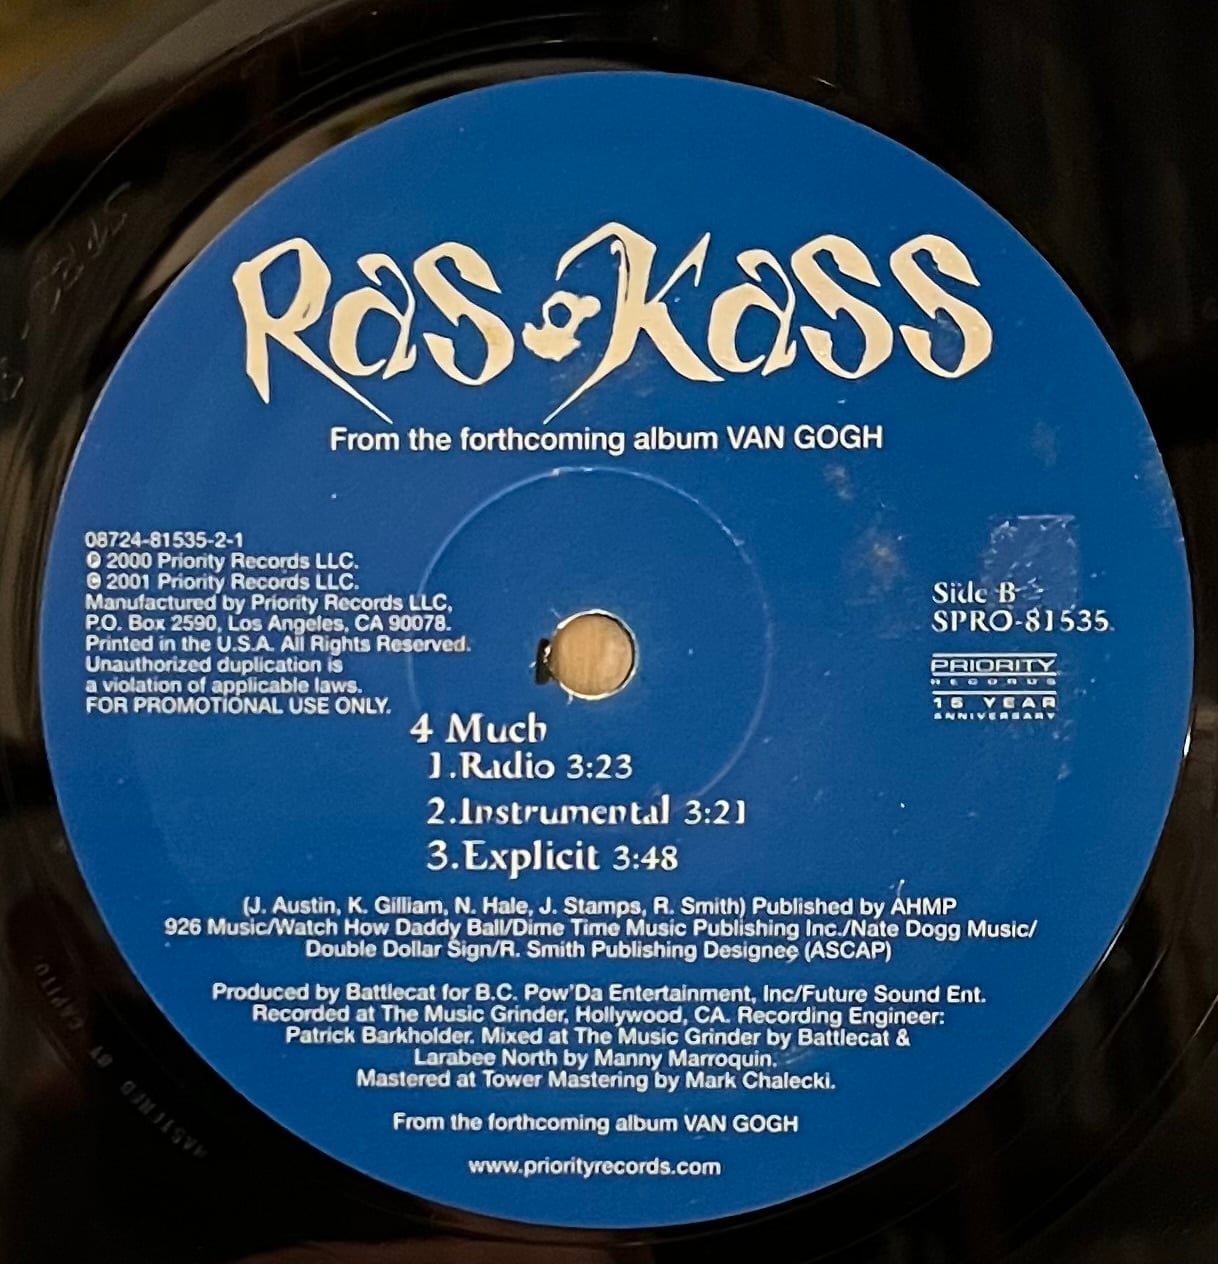 Ras Kass
From the forthcoming album VAN GOGH
08724-81535-2-1
℗ 2000 Priority Records LLC.
© 2001 Priority Records LLC.
Manufactured by Priority Records LLC,
P.O. Box 2590, Los Angeles, CA 90078.
Printed in the U.S.A. All Rights Reserved.
Unauthorized duplication is
a violation of applicable laws.
FOR PROMOTIONAL USE ONLY.
Side B
SPRO-81535
PRIORITY
RECORDS
15 YEAR
ANNIVERSARY
4 Much
1.Radio 3:23
2.Instrumental 3:21
3.Explicit 3:48
(J. Austin, K. Gilliam, N. Hale, J. Stamps, R. Smith) Published by AHMP
926 Music/Watch How Daddy Ball/Dime Time Music Publishing Inc./Nate Dogg Music/
Double Dollar Sign/R. Smith Publishing Designee (ASCAP)
Produced by Battlecat for B.C. Pow'Da Entertainment, Inc/Future Sound Ent.
Recorded at The Music Grinder, Hollywood, CA. Recording Engineer:
Patrick Barkholder. Mixed at The Music Grinder by Battlecat &
Larabee North by Manny Marroquin.
Mastered at Tower Mastering by Mark Chalecki.
From the forthcoming album VAN GOGH
www.priorityrecords.com
MASTERED BY CAPITOL